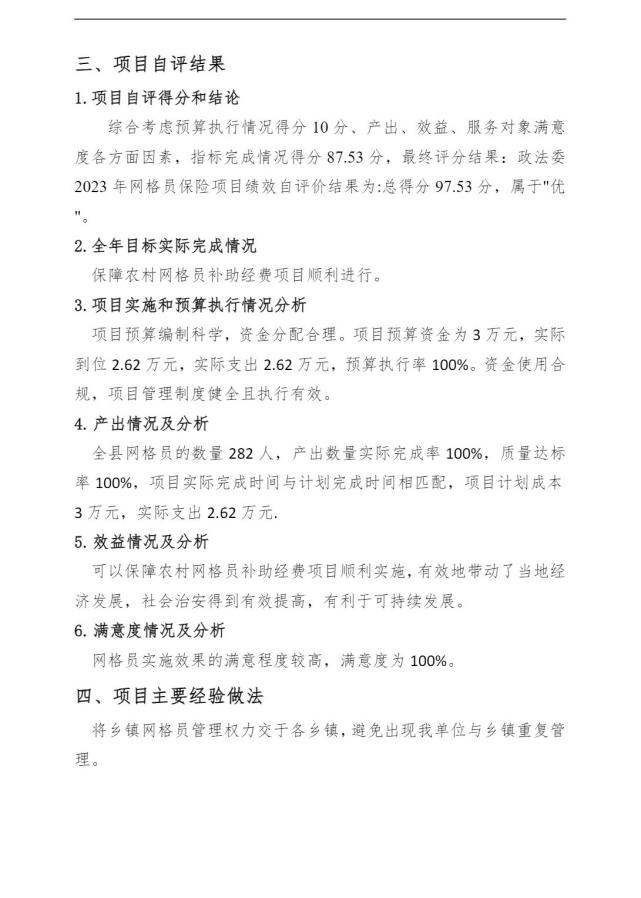 三、项目自评结果
1.项目自评得分和结论
综合考虑预算执行情况得分 10 分、产出、效益、服务对象满意
度各方面因素，指标完成情况得分 87.53 分，最终评分结果：政法委
2023 年网格员保险项目绩效自评价结果为:总得分 97.53 分，属于"优
"。
2.全年目标实际完成情况
保障农村网格员补助经费项目顺利进行。
3.项目实施和预算执行情况分析
项目预算编制科学，资金分配合理。项目预算资金为 3 万元，实际
到位 2.62 万元，实际支出 2.62 万元，预算执行率 100%。资金使用合
规，项目管理制度健全且执行有效。
4.产出情况及分析
全县网格员的数量 282 人，产出数量实际完成率 100%，质量达标
率 100%，项目实际完成时间与计划完成时间相匹配，项目计划成本
3 万元，实际支出 2.62 万元.
5.效益情况及分析
可以保障农村网格员补助经费项目顺利实施，有效地带动了当地经
济发展，社会治安得到有效提高，有利于可持续发展。
6.满意度情况及分析
网格员实施效果的满意程度较高，满意度为 100%。
四、项目主要经验做法
将乡镇网格员管理权力交于各乡镇，避免出现我单位与乡镇重复管
理。